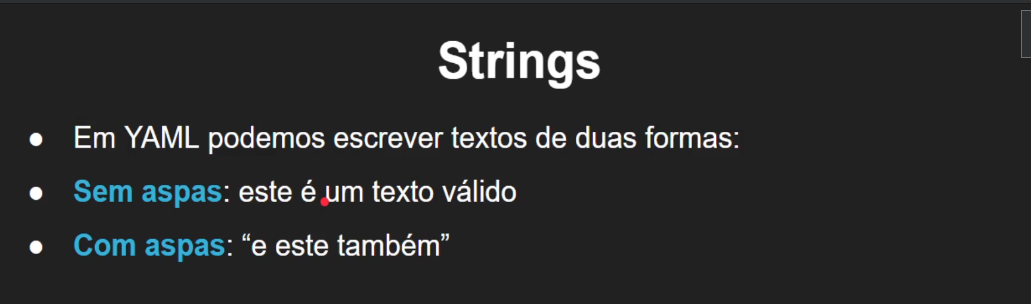 Strings
● Em YAML podemos escrever textos de duas formas:
● Sem aspas: este é um texto válido
● Com aspas: “e este também”